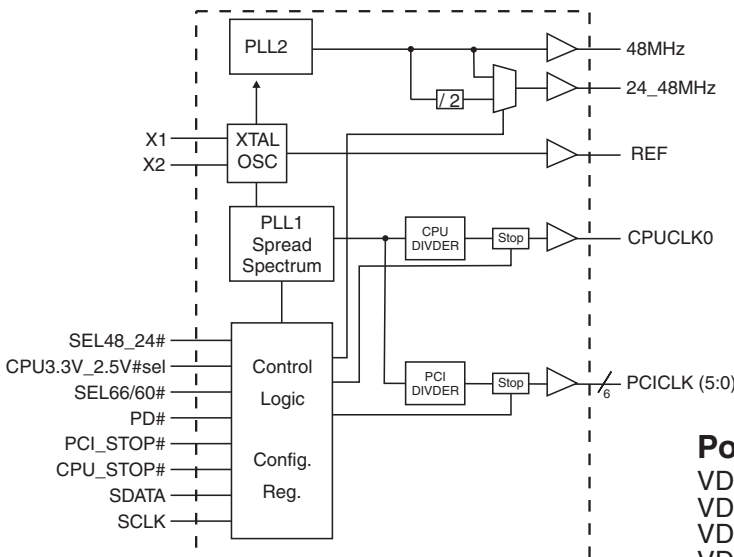 PLL2
48MHz
/ 2
24_48MHz
X1
X2
XTAL
OSC
REF
PLL1
Spread
Spectrum
CPU
DIVDER
Stop
CPUCLK0
SEL48_24#
CPU3.3V_2.5V#sel
SEL66/60#
PD#
PCI_STOP#
CPU_STOP#
SDATA
SCLK
Control
Logic
Config.
Reg.
PCI
DIVDER
Stop
6
PCICLK (5:0)
Po
VD
VD
VD
VD